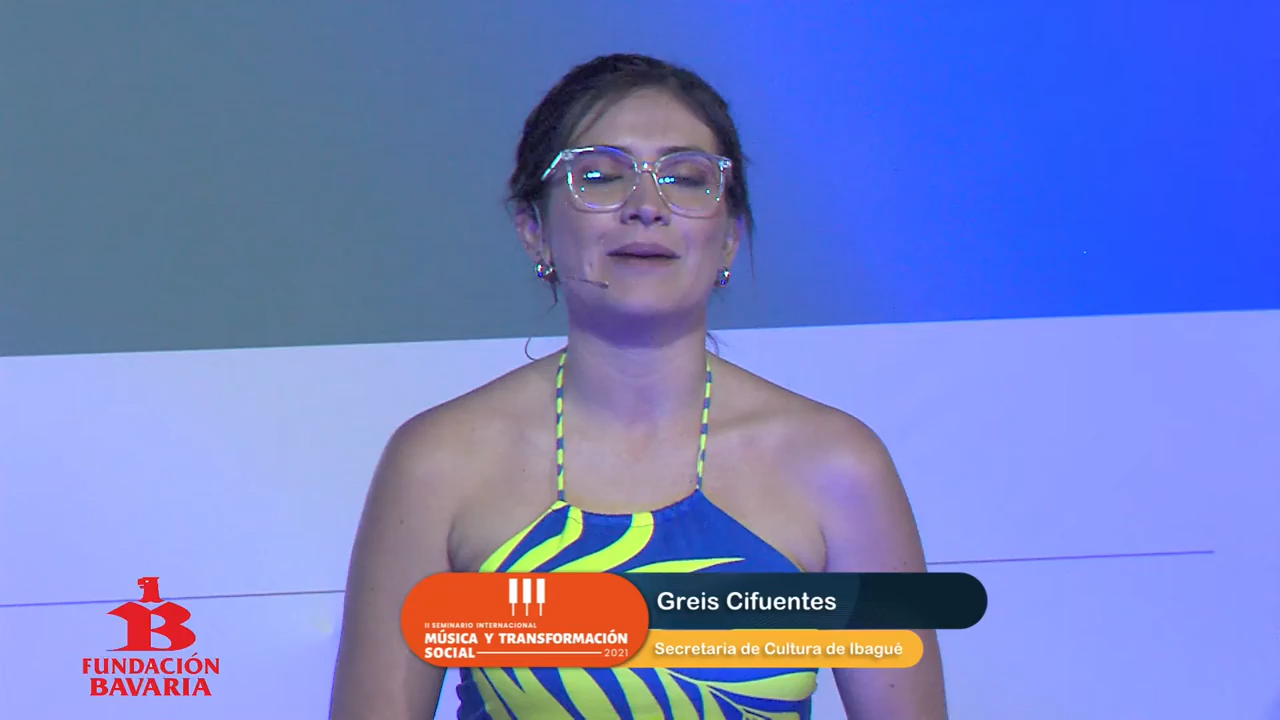 Greis Cifuentes
II SEMINARIO INTERNACIONAL
MÚSICA Y TRANSFORMACIÓN
SOCIAL 2021
Secretaria de Cultura de Ibagué
B
FUNDACIÓN
BAVARIA